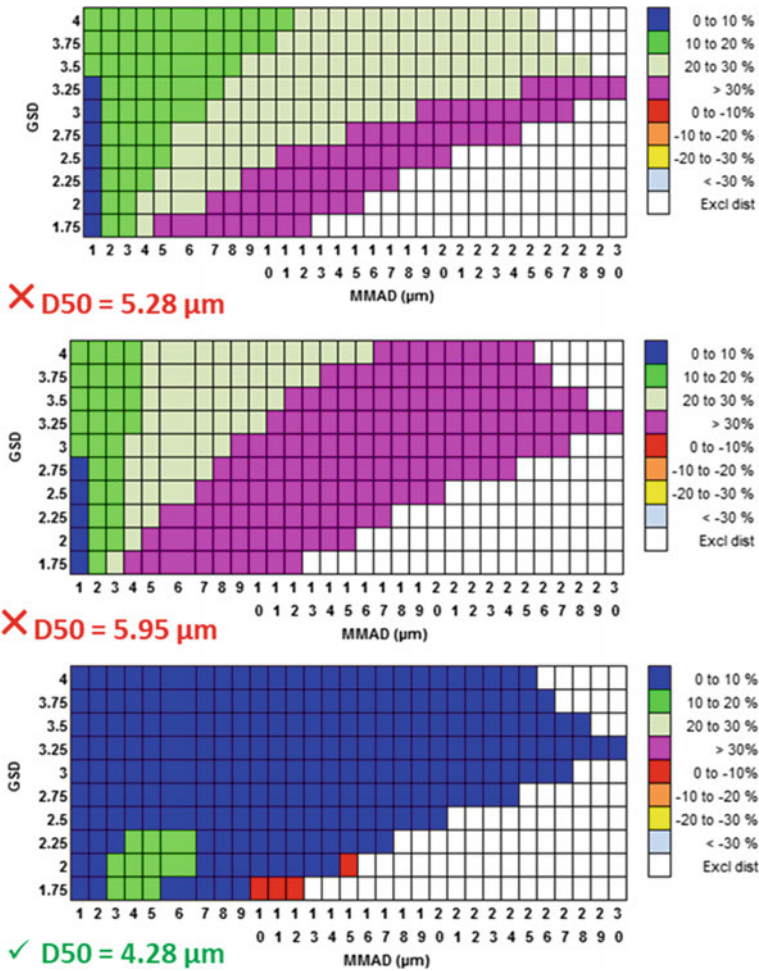 4
3.75
3.5
3.25
3
2.75
2.5
2.25
2
1.75
GSD
1 2 3 4 5 6 7 8 9 1 1 1 1 1 1 1 1 1 1 2 2 2 2 2 2 2 2 2 2 3
0 1 2 3 4 5 6 7 8 9 0 1 2 3 4 5 6 7 8 9 0
MMAD (µm)
0 to 10 %
10 to 20 %
20 to 30 %
> 30%
0 to -10%
-10 to -20 %
-20 to -30 %
< -30 %
Excl dist
✕ D50 = 5.28 µm
4
3.75
3.5
3.25
3
2.75
2.5
2.25
2
1.75
GSD
1 2 3 4 5 6 7 8 9 1 1 1 1 1 1 1 1 1 1 2 2 2 2 2 2 2 2 2 2 3
0 1 2 3 4 5 6 7 8 9 0 1 2 3 4 5 6 7 8 9 0
MMAD (µm)
0 to 10 %
10 to 20 %
20 to 30 %
> 30%
0 to -10%
-10 to -20 %
-20 to -30 %
< -30 %
Excl dist
✕ D50 = 5.95 µm
4
3.75
3.5
3.25
3
2.75
2.5
2.25
2
1.75
GSD
1 2 3 4 5 6 7 8 9 1 1 1 1 1 1 1 1 1 1 2 2 2 2 2 2 2 2 2 2 3
0 1 2 3 4 5 6 7 8 9 0 1 2 3 4 5 6 7 8 9 0
MMAD (µm)
0 to 10 %
10 to 20 %
20 to 30 %
> 30%
0 to -10%
-10 to -20 %
-20 to -30 %
< -30 %
Excl dist
✓ D50 = 4.28 µm